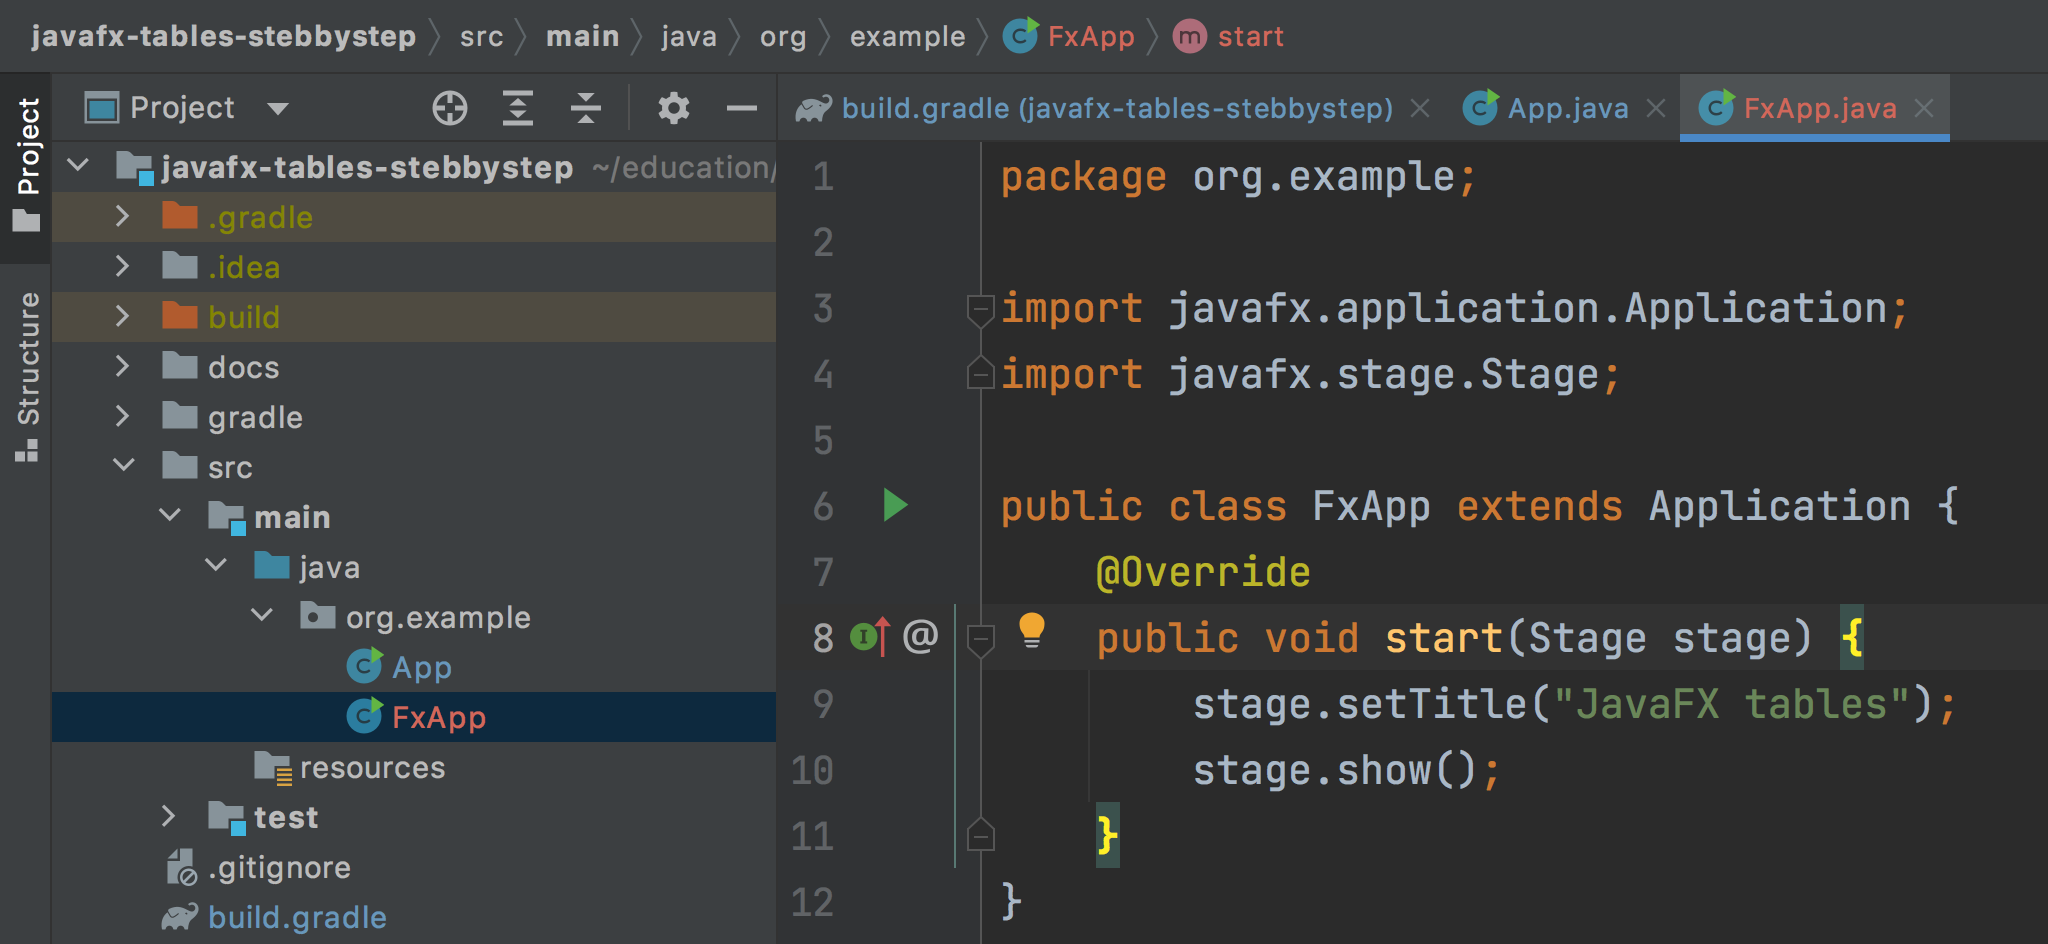 javafx-tables-stebbystep src main java org example FxApp start
Project
Structure
Project
javafx-tables-stebbystep ~/education/
.gradle
.idea
build
docs
gradle
src
main
java
org.example
App
FxApp
resources
test
.gitignore
build.gradle
build.gradle (javafx-tables-stebbystep) App.java FxApp.java
1 package org.example;
2
3 import javafx.application.Application;
4 import javafx.stage.Stage;
5
6 public class FxApp extends Application {
7 @Override
8 public void start(Stage stage) {
9 stage.setTitle("JavaFX tables");
10 stage.show();
11 }
12 }